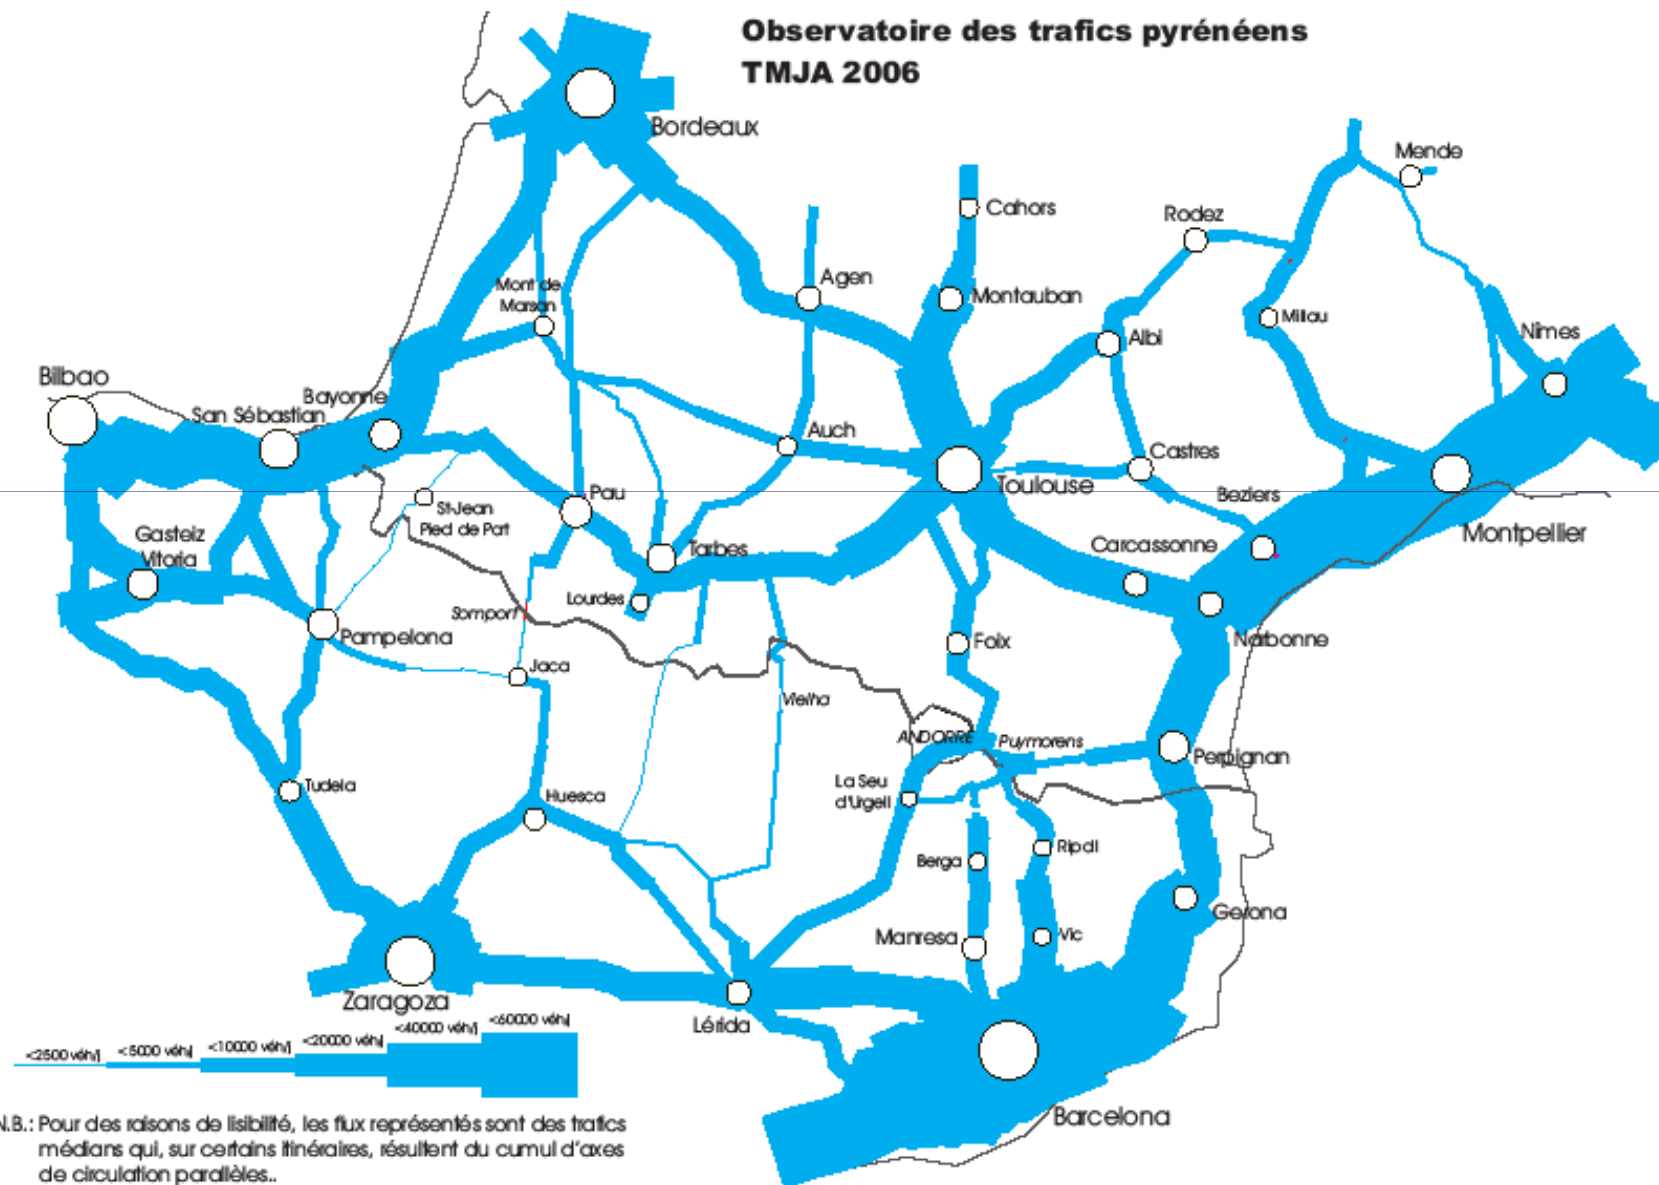 Observatoire des trafics pyrénéens
TMJA 2006
Bordeaux
Mende
Cahors
Rodez
Agen
Mont de
Marsan
Montauban
Millau
Albi
Nîmes
Bilbao
Bayonne
San Sébastian
Auch
Castres
Toulouse
Pau
Beziers
St-Jean
Pied de Port
Montpellier
Gasteiz
Vitoria
Tarbes
Carcassonne
Lourdes
Somport
Pampelona
Foix
Narbonne
Jaca
Vielha
ANDORRE
Puymorens
Perpignan
Tudela
La Seu
d'Urgell
Huesca
Berga
Ripoll
Gerona
Manresa
Vic
Zaragoza
Lérida
<2500 véh/j
<5000 véh/j
<10000 véh/j
<20000 véh/j
<40000 véh/j
<60000 véh/j
Barcelona
N.B.: Pour des raisons de lisibilité, les flux représentés sont des trafics
médians qui, sur certains itinéraires, résultent du cumul d'axes
de circulation parallèles..